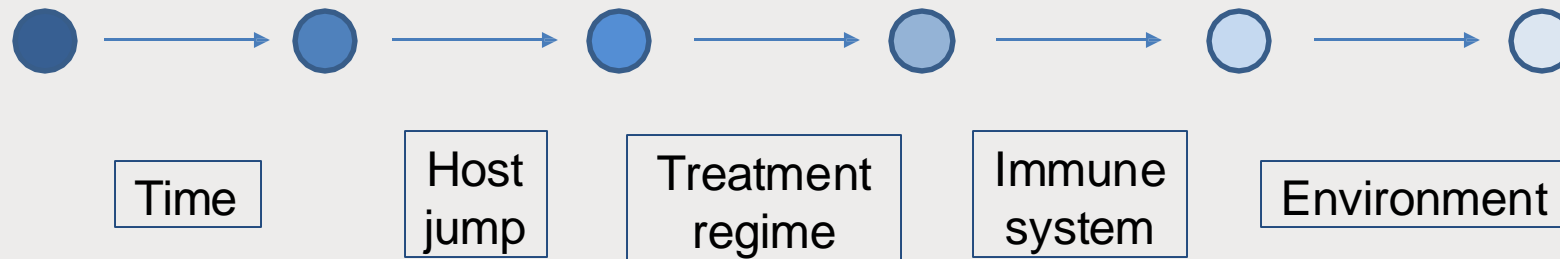 Time
Host
jump
Treatment
regime
Immune
system
Environment